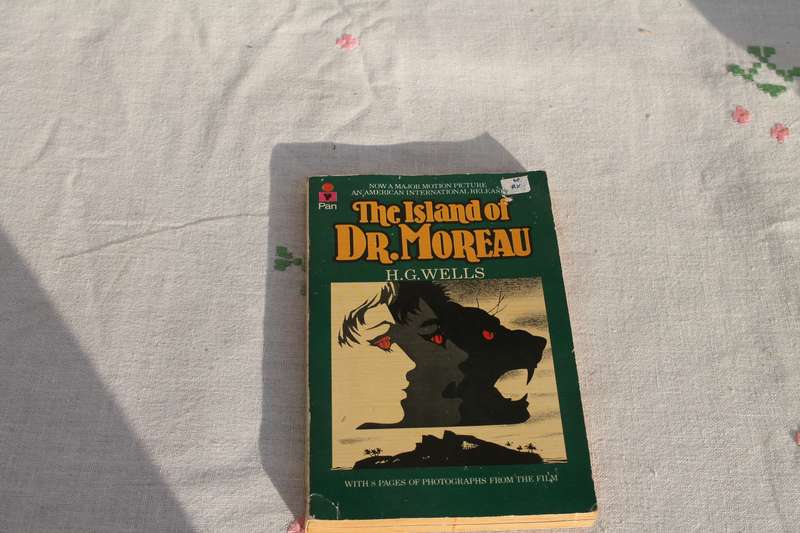 NOW A MAJOR MOTION PICTURE
AN AMERICAN INTERNATIONAL RELEASE
Pan
The Island of
DR. MOREAU
H.G.WELLS
WITH 8 PAGES OF PHOTOGRAPHS FROM THE FILM